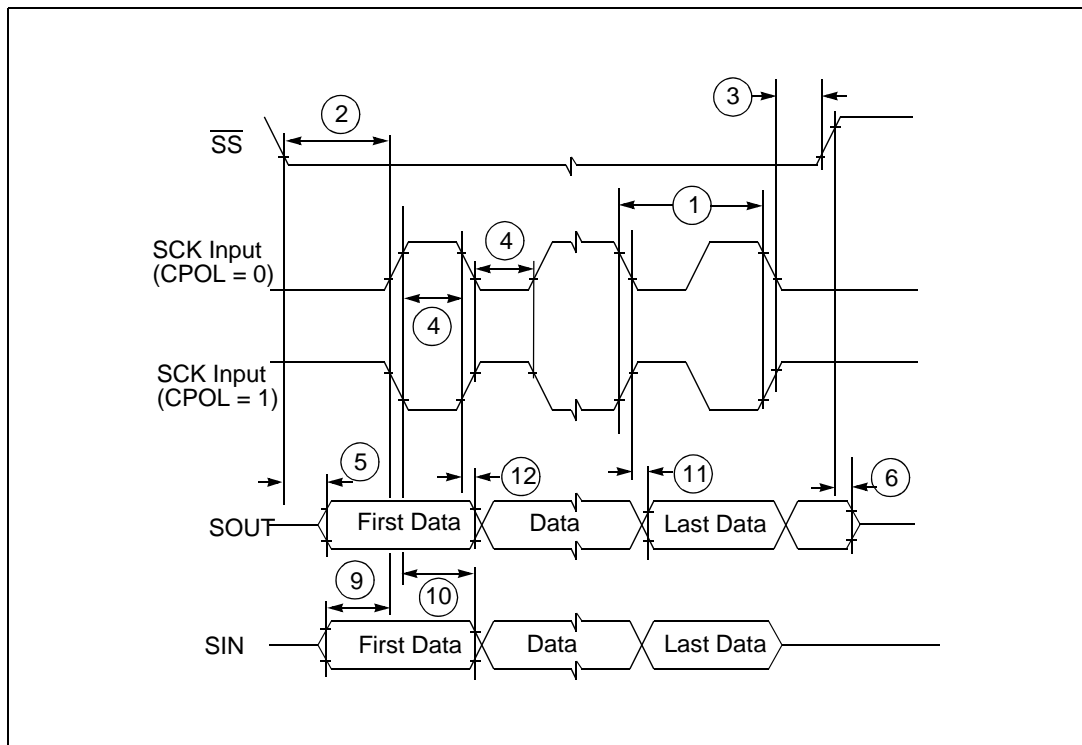 3
2
SS
1
SCK Input
(CPOL = 0)
4
4
SCK Input
(CPOL = 1)
5
12
11
6
SOUT
First Data
Data
Last Data
9
10
SIN
First Data
Data
Last Data